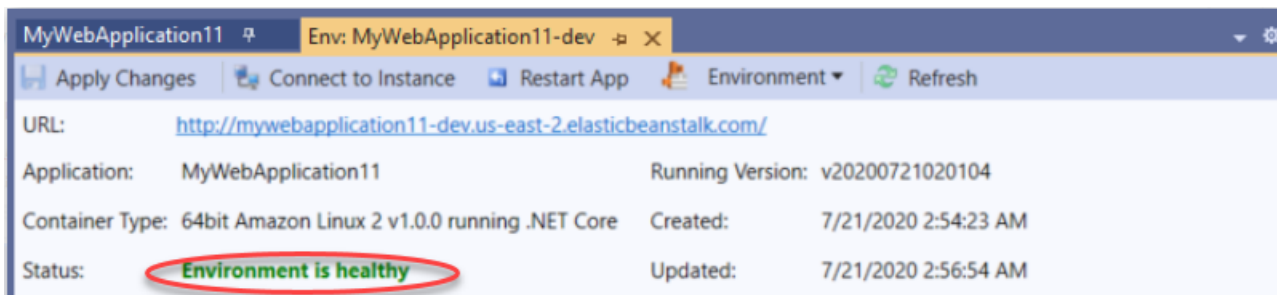 MyWebApplication11 Env: MyWebApplication11-dev
Apply Changes Connect to Instance Restart App Environment Refresh
URL: http://mywebapplication11-dev.us-east-2.elasticbeanstalk.com/
Application: MyWebApplication11 Running Version: v20200721020104
Container Type: 64bit Amazon Linux 2 v1.0.0 running .NET Core Created: 7/21/2020 2:54:23 AM
Status: Environment is healthy Updated: 7/21/2020 2:56:54 AM